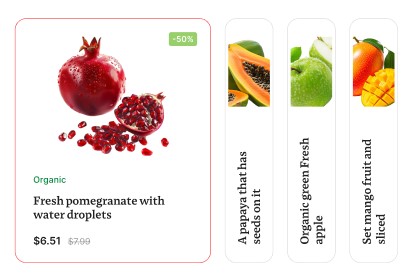 -50%
Organic
Fresh pomegranate with
water droplets
$6.51 $7.99
A papaya that has
seeds on it
Organic green Fresh
apple
Set mango fruit and
sliced